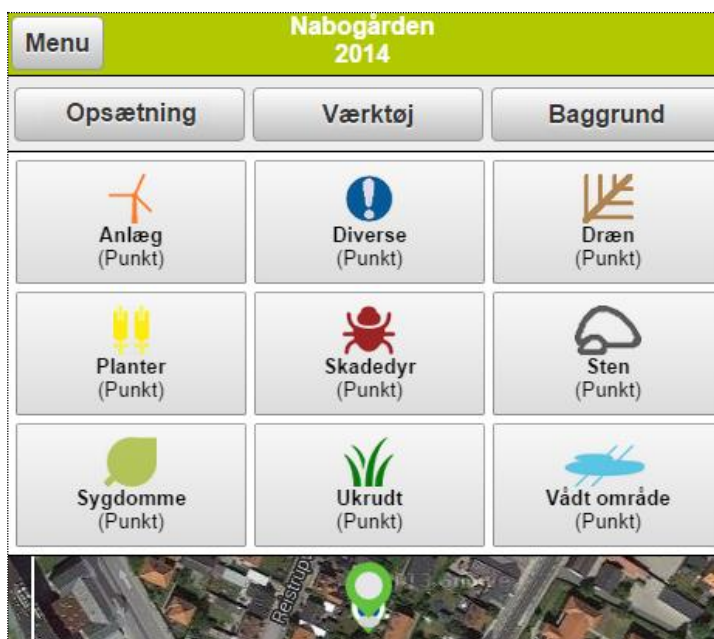 Menu
Nabogården
2014
Opsætning
Værktøj
Baggrund
Anlæg
(Punkt)
Diverse
(Punkt)
Dræn
(Punkt)
Planter
(Punkt)
Skadedyr
(Punkt)
Sten
(Punkt)
Sygdomme
(Punkt)
Ukrudt
(Punkt)
Vådt område
(Punkt)